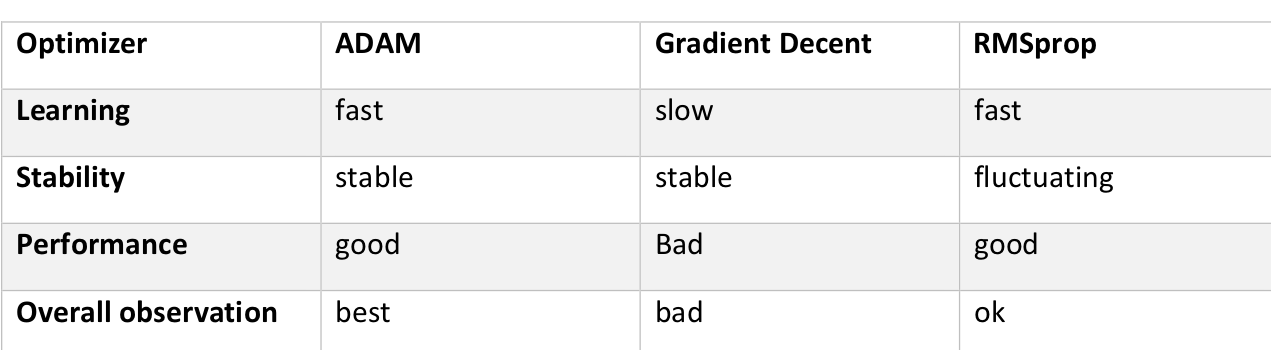 Optimizer ADAM Gradient Decent RMSprop
Learning fast slow fast
Stability stable stable fluctuating
Performance good Bad good
Overall observation best bad ok